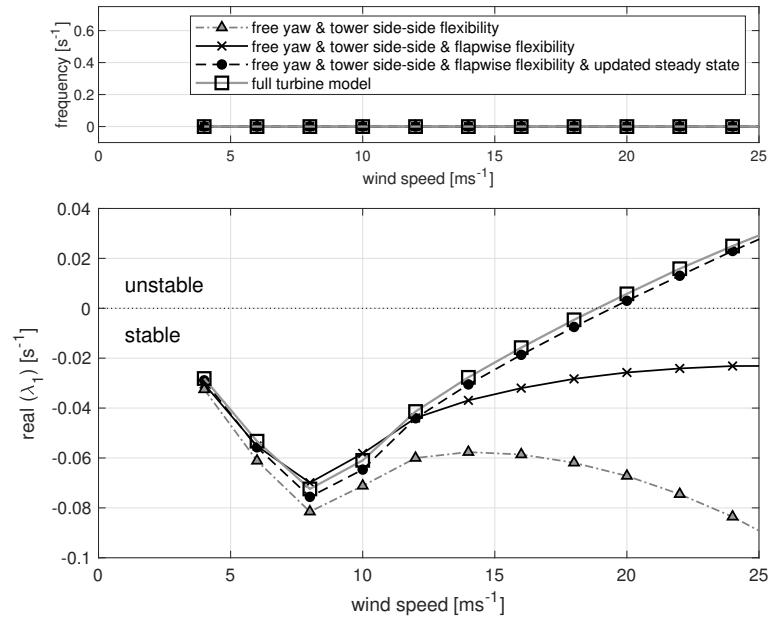 frequency [s-1]
0.6
0.4
0.2
0
free yaw & tower side-side flexibility
free yaw & tower side-side & flapwise flexibility
free yaw & tower side-side & flapwise flexibility & updated steady state
full turbine model
0 5 10 15 20 25
wind speed [ms-1]
real (λ1) [s-1]
0.04
0.02
0
-0.02
-0.04
-0.06
-0.08
-0.1
unstable
stable
0 5 10 15 20 25
wind speed [ms-1]